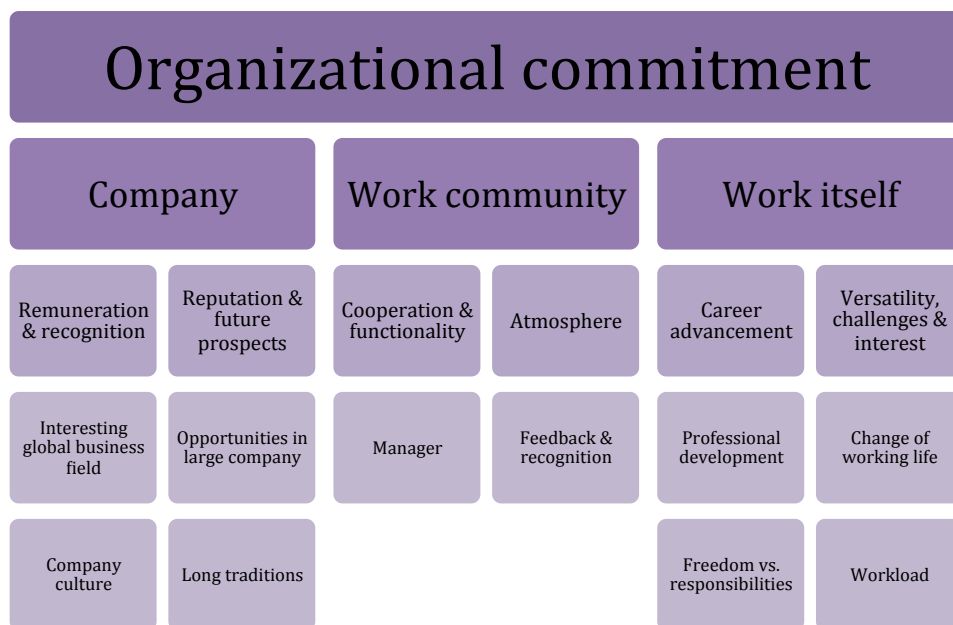 Organizational commitment
Company
Work community
Work itself
Remuneration
& recognition
Reputation &
future
prospects
Cooperation &
functionality
Atmosphere
Career
advancement
Versatility,
challenges &
interest
Interesting
global business
field
Opportunities in
large company
Manager
Feedback &
recognition
Professional
development
Change of
working life
Company
culture
Long traditions
Freedom vs.
responsibilities
Workload